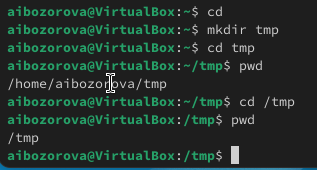 aibozorova@VirtualBox:~$ cd
aibozorova@VirtualBox:~$ mkdir tmp
aibozorova@VirtualBox:~$ cd tmp
aibozorova@VirtualBox:~/tmp$ pwd
/home/aibozorova/tmp
aibozorova@VirtualBox:~/tmp$ cd /tmp
aibozorova@VirtualBox:/tmp$ pwd
/tmp
aibozorova@VirtualBox:/tmp$